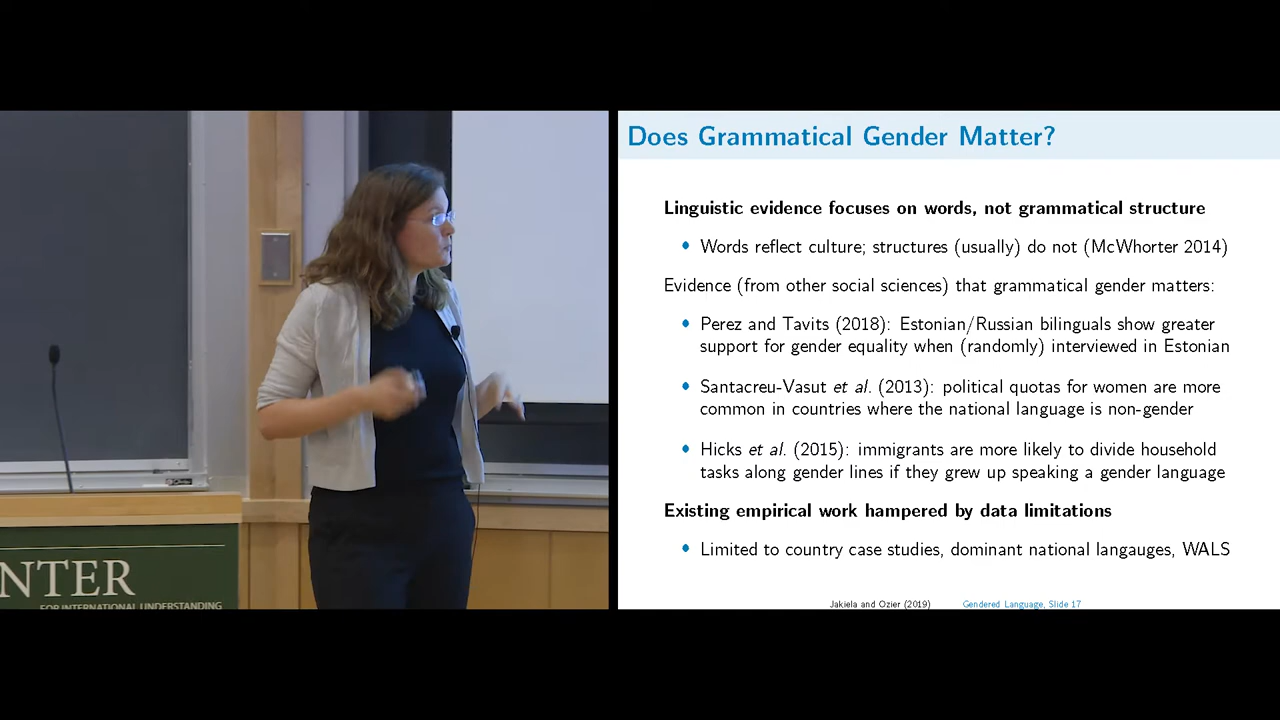 NTER
FOR INTERNATIONAL UNDERSTANDING
Does Grammatical Gender Matter?
Linguistic evidence focuses on words, not grammatical structure
• Words reflect culture; structures (usually) do not (McWhorter 2014)
Evidence (from other social sciences) that grammatical gender matters:
• Perez and Tavits (2018): Estonian/Russian bilinguals show greater
support for gender equality when (randomly) interviewed in Estonian
• Santacreu-Vasut et al. (2013): political quotas for women are more
common in countries where the national language is non-gender
• Hicks et al. (2015): immigrants are more likely to divide household
tasks along gender lines if they grew up speaking a gender language
Existing empirical work hampered by data limitations
• Limited to country case studies, dominant national langauges, WALS
Jakiela and Ozier (2019) Gendered Language, Slide 17